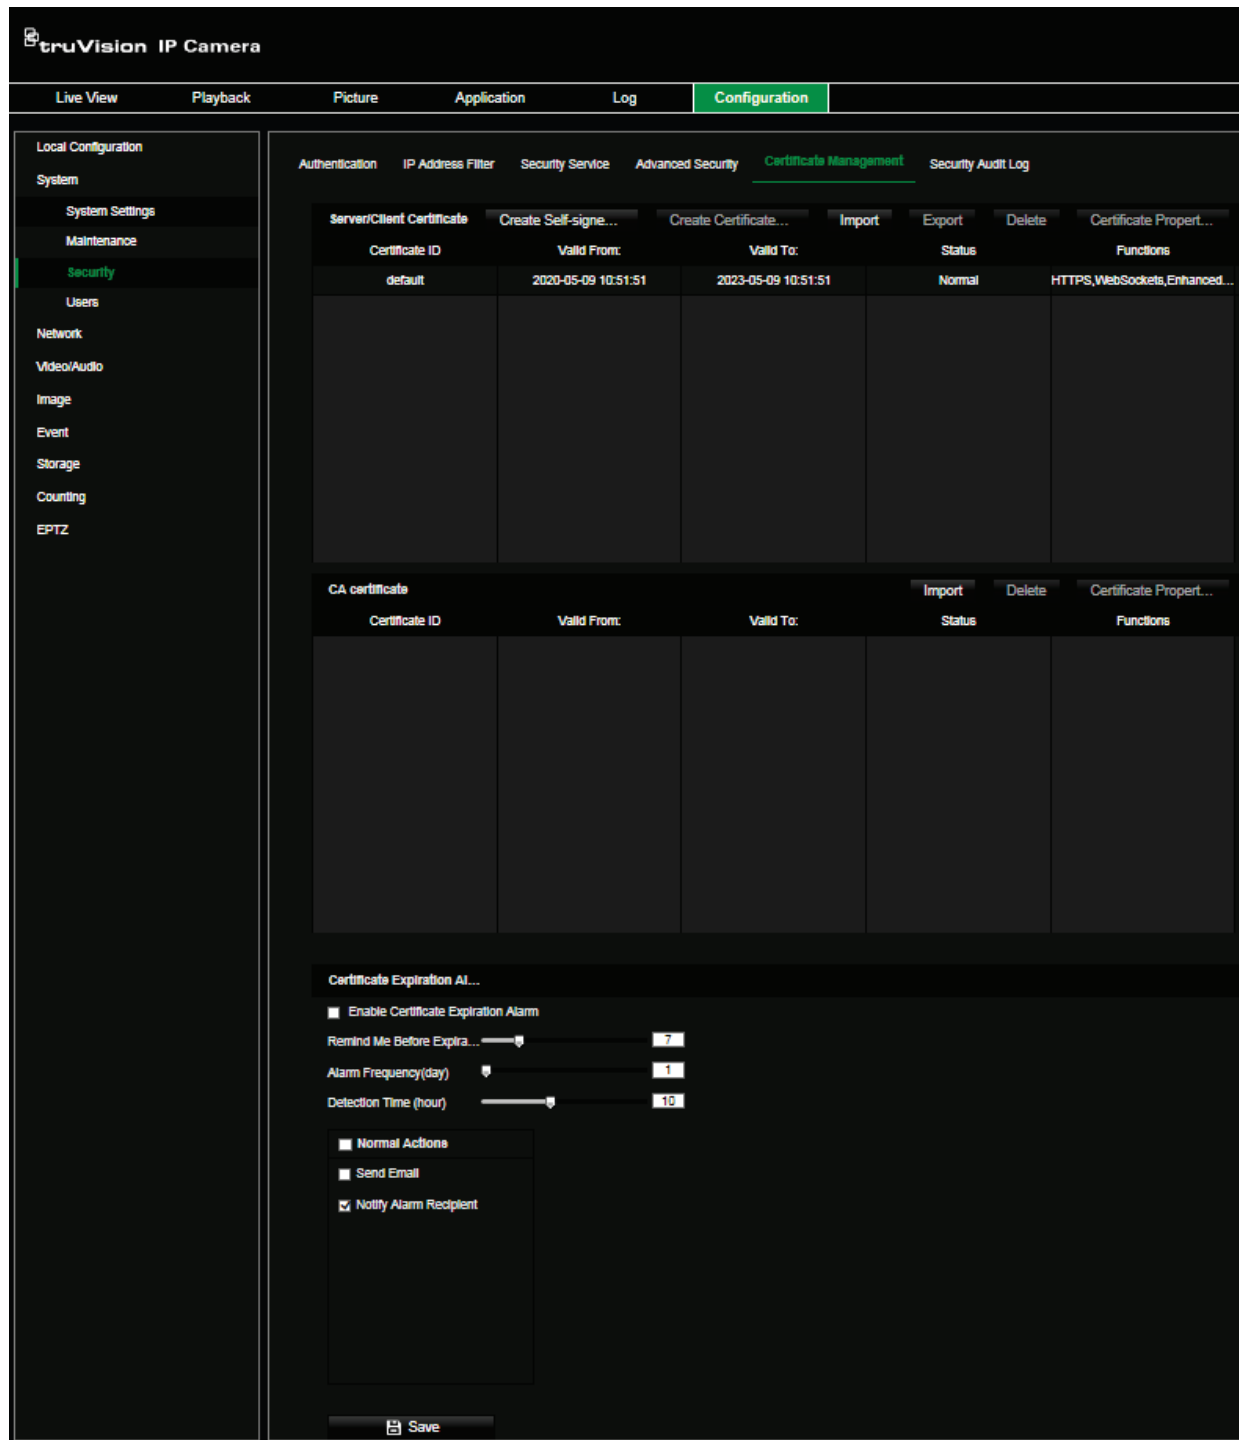 truVision IP Camera
Live View Playback Picture Application Log Configuration
Local Configuration
System
System Settings
Maintenance
Security
Users
Network
Video/Audio
Image
Event
Storage
Counting
EPTZ
Authentication IP Address Filter Security Service Advanced Security Certificate Management Security Audit Log
Server/Client Certificate Create Self-signe... Create Certificate... Import Export Delete Certificate Propert...
Certificate ID Valid From: Valid To: Status Functions
default 2020-05-09 10:51:51 2023-05-09 10:51:51 Normal HTTPS,WebSockets,Enhanced...
CA certificate Import Delete Certificate Propert...
Certificate ID Valid From: Valid To: Status Functions
Certificate Expiration Al...
Enable Certificate Expiration Alarm
Remind Me Before Expira... 7
Alarm Frequency(day) 1
Detection Time (hour) 10
Normal Actions
Send Email
Notify Alarm Recipient
Save